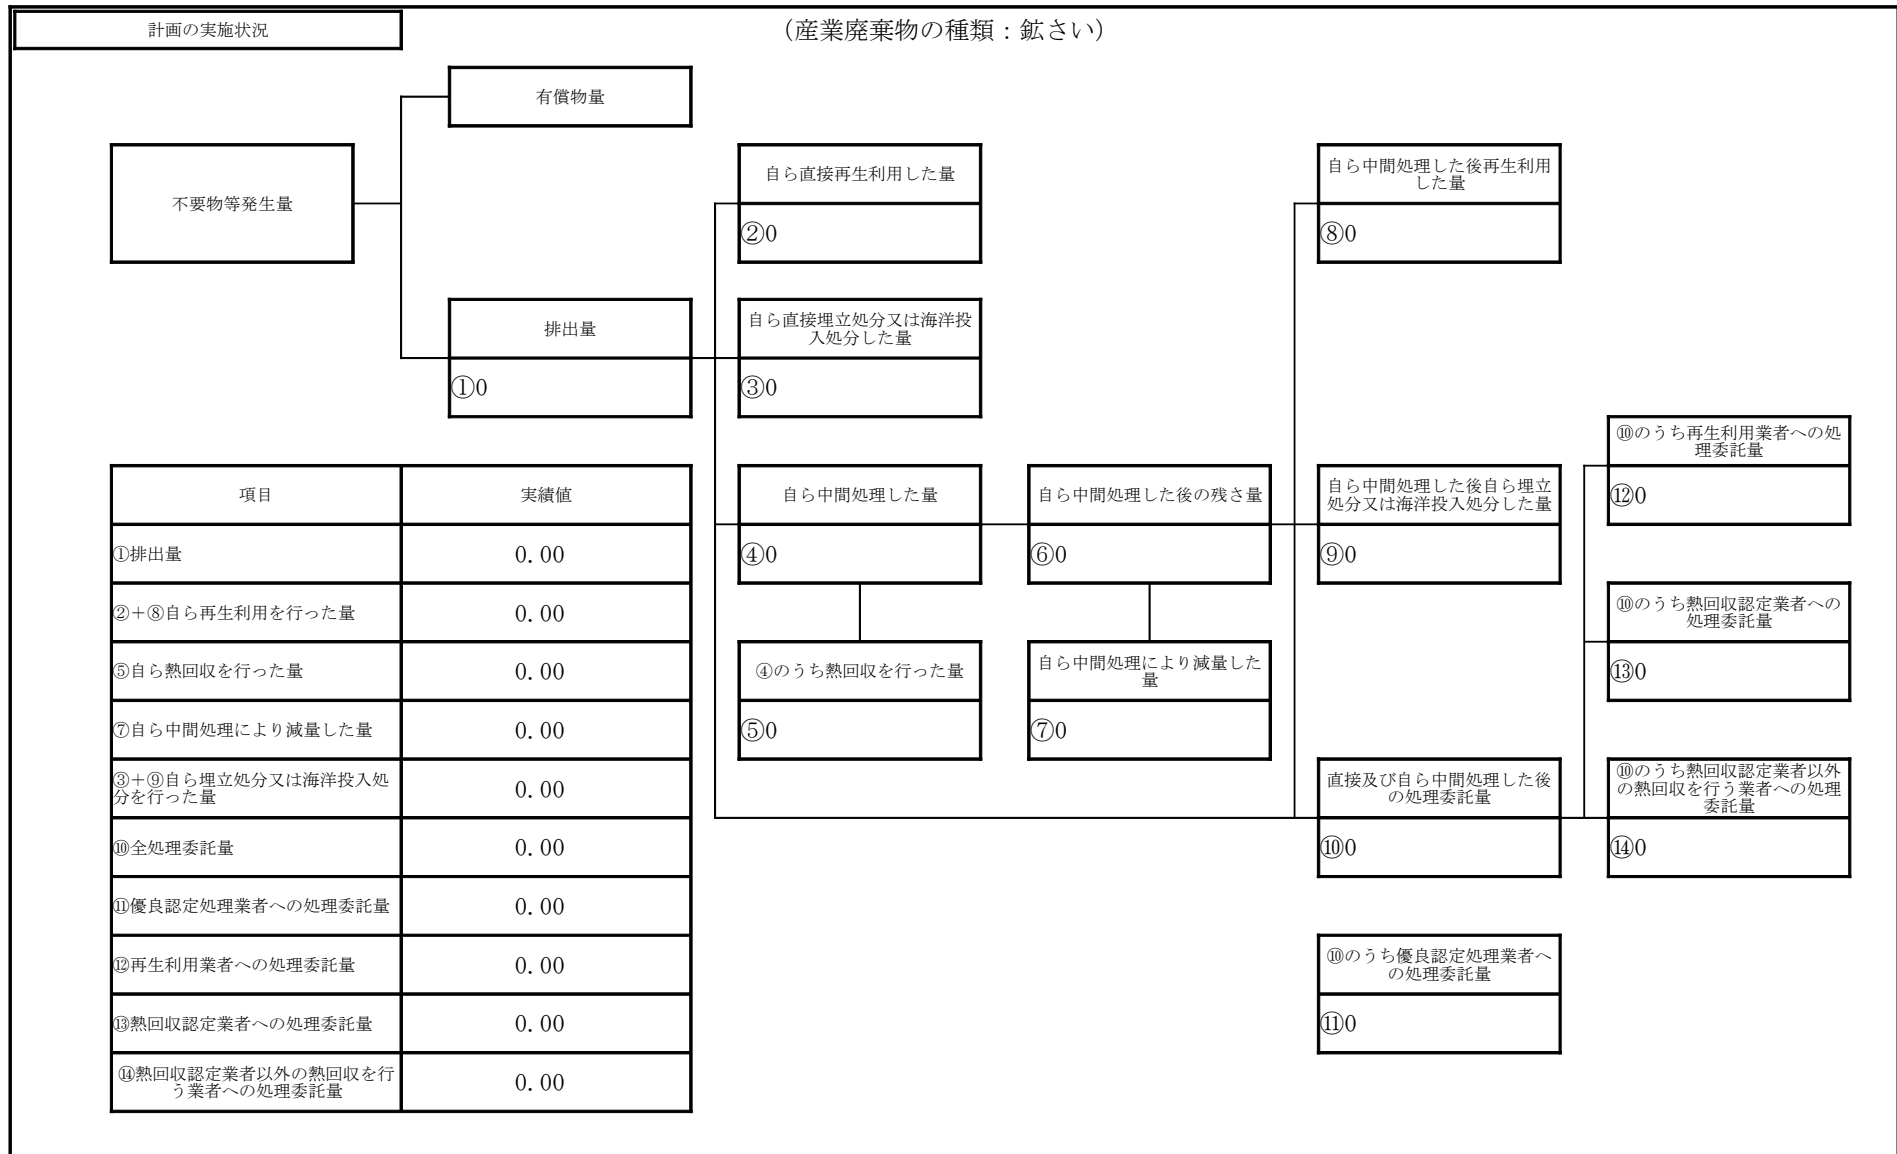 計画の実施状況
（産業廃棄物の種類：鉱さい）
有償物量
不要物等発生量
自ら直接再生利用した量
②0
自ら中間処理した後再生利用
した量
⑧0
排出量
①0
自ら直接埋立処分又は海洋投
入処分した量
③0
⑩のうち再生利用業者への処
理委託量
⑫0
項目
実績値
①排出量
0.00
②＋⑧自ら再生利用を行った量
0.00
⑤自ら熱回収を行った量
0.00
⑦自ら中間処理により減量した量
0.00
③＋⑨自ら埋立処分又は海洋投入処
分を行った量
0.00
⑩全処理委託量
0.00
⑪優良認定処理業者への処理委託量
0.00
⑫再生利用業者への処理委託量
0.00
⑬熱回収認定業者への処理委託量
0.00
⑭熱回収認定業者以外の熱回収を行
う業者への処理委託量
0.00
自ら中間処理した量
④0
自ら中間処理した後の残さ量
⑥0
自ら中間処理した後自ら埋立
処分又は海洋投入処分した量
⑨0
⑩のうち熱回収認定業者への
処理委託量
⑬0
④のうち熱回収を行った量
⑤0
自ら中間処理により減量した
量
⑦0
直接及び自ら中間処理した後
の処理委託量
⑩0
⑩のうち熱回収認定業者以外
の熱回収を行う業者への処理
委託量
⑭0
⑩のうち優良認定処理業者へ
の処理委託量
⑪0